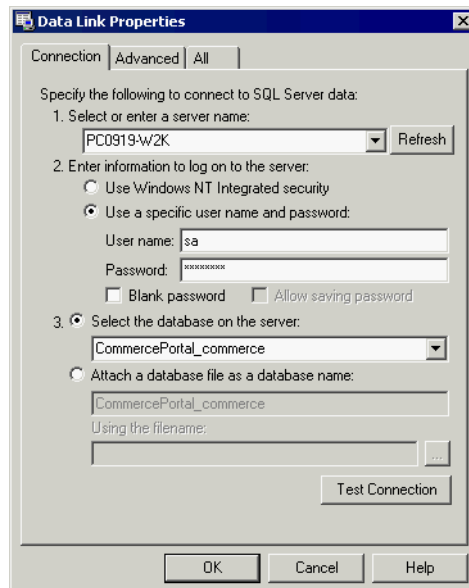 Data Link Properties
Connection Advanced All
Specify the following to connect to SQL Server data:
1. Select or enter a server name:
PC0919-W2K Refresh
2. Enter information to log on to the server:
Use Windows NT Integrated security
Use a specific user name and password:
User name: sa
Password: ********
Blank password Allow saving password
3. Select the database on the server:
CommercePortal_commerce
Attach a database file as a database name:
CommercePortal_commerce
Using the filename:
...
Test Connection
OK Cancel Help